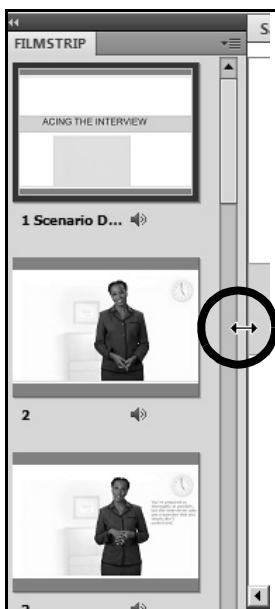 S
FILMSTRIP
ACING THE INTERVIEW
1 Scenario D...
2